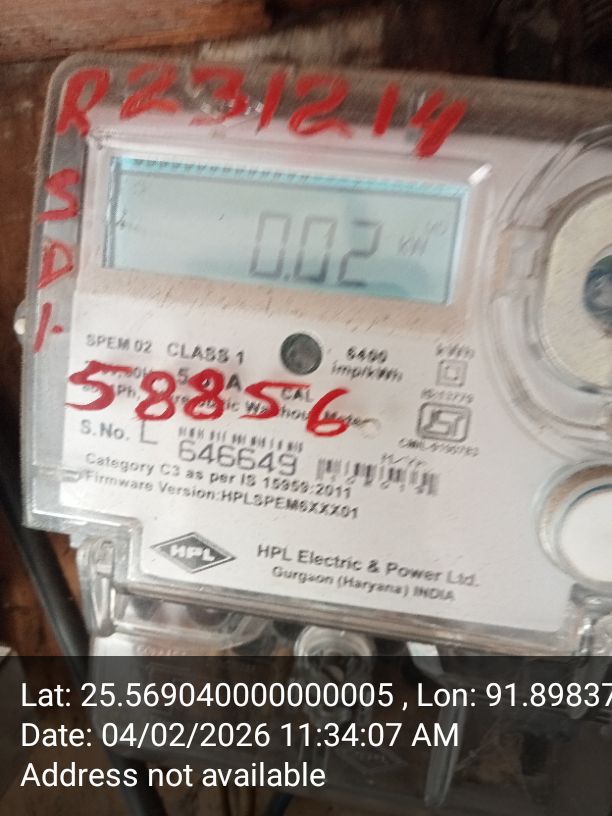 R231214
S
D
1
0.02 kW MD
SPEM 02 CLASS 1
6400
imp/kWh
kWh
58856
CAL
S.No. L 646649
Category C3 as per IS 15959:2011
Firmware Version:HPLSPEM6XXX01
HPL
HPL Electric & Power Ltd.
Gurgaon (Haryana) INDIA
Lat: 25.569040000000005 , Lon: 91.89837
Date: 04/02/2026 11:34:07 AM
Address not available